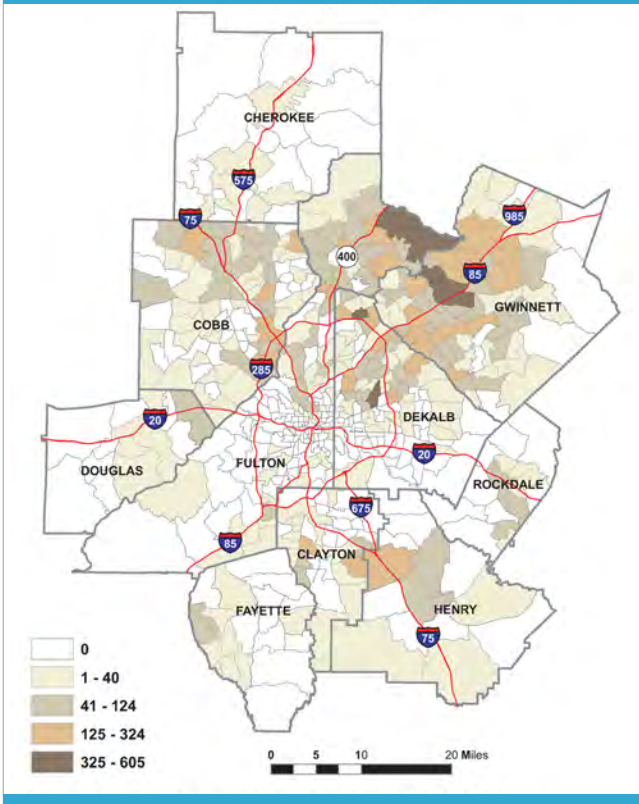 CHEROKEE
575
75
985
400
85
GWINNETT
COBB
285
DEKALB
20
DOUGLAS
FULTON
20
ROCKDALE
675
85
CLAYTON
FAYETTE
HENRY
75
0
1 - 40
41 - 124
125 - 324
325 - 605
0 5 10 20 Miles